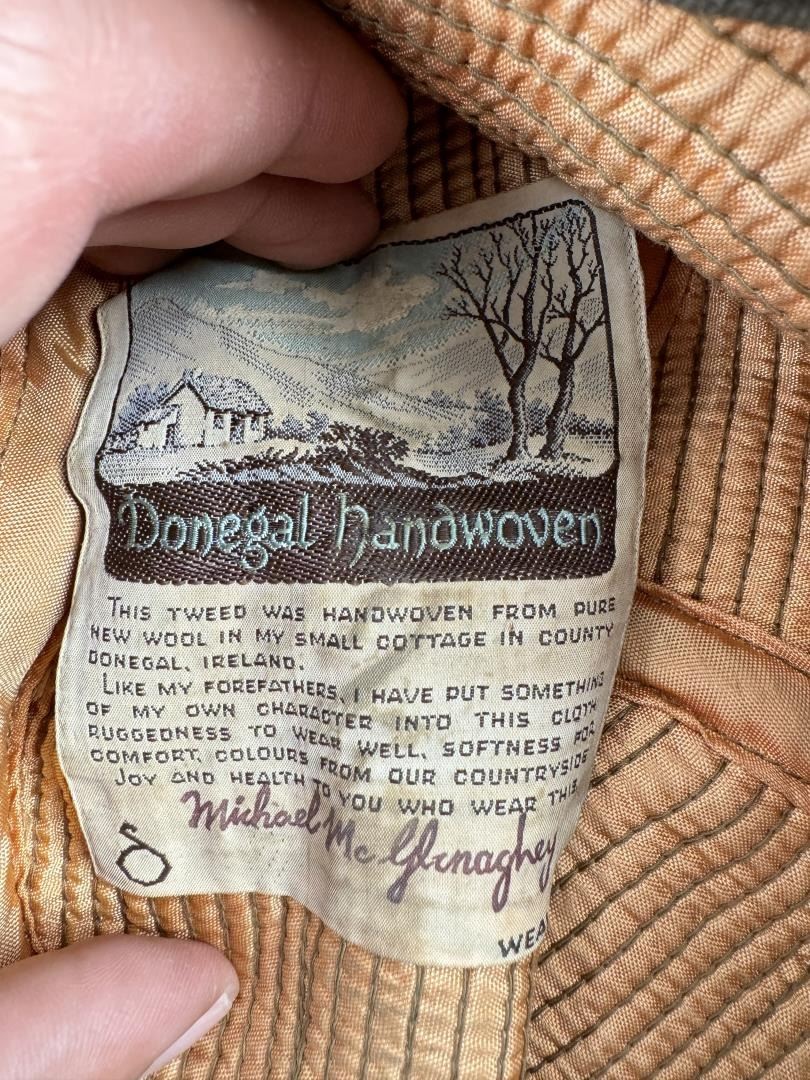 Donegal Handwoven
THIS TWEED WAS HANDWOVEN FROM PURE
NEW WOOL IN MY SMALL COTTAGE IN COUNTY
DONEGAL, IRELAND.
LIKE MY FOREFATHERS, I HAVE PUT SOMETHING
OF MY OWN CHARACTER INTO THIS CLOTH
RUGGEDNESS TO WEAR WELL, SOFTNESS FOR
COMFORT, COLOURS FROM OUR COUNTRYSIDE
JOY AND HEALTH TO YOU WHO WEAR THIS.
Michael Mc Glinaghey
WEA